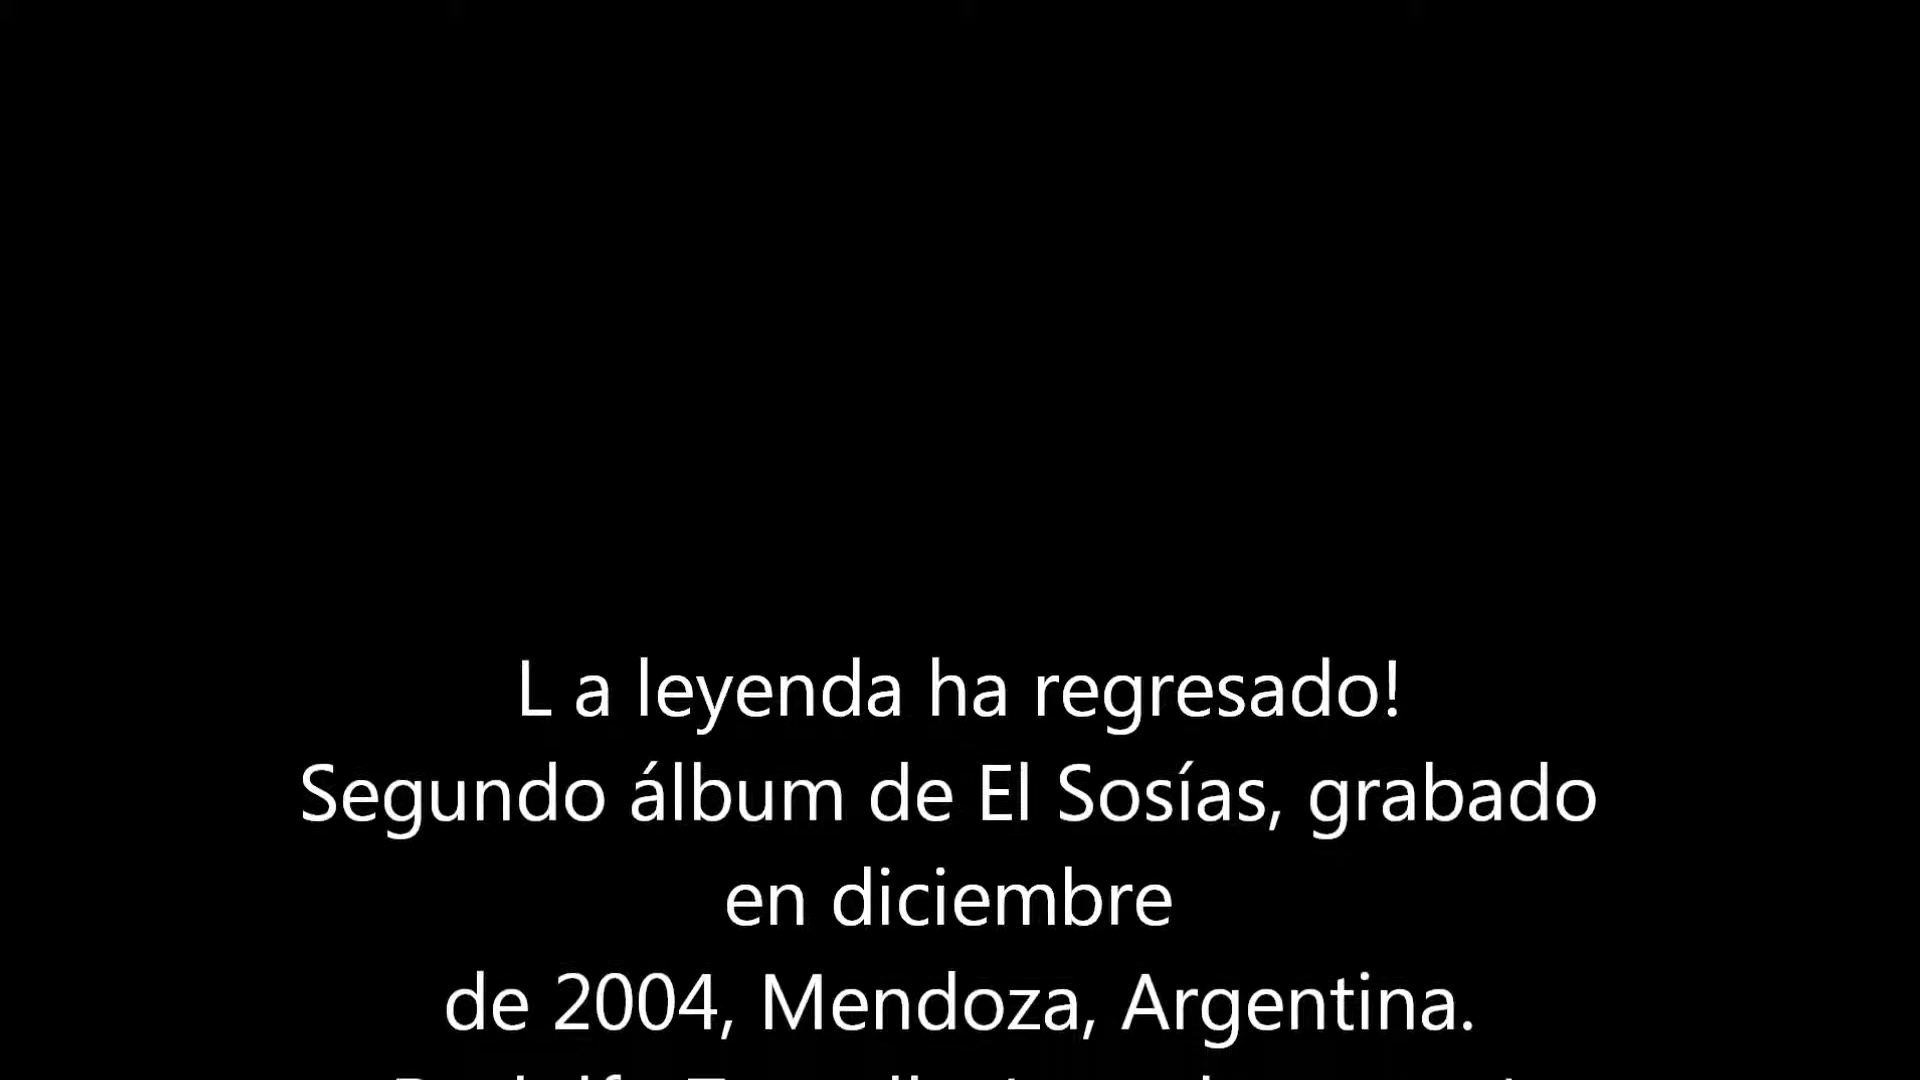 L a leyenda ha regresado!
Segundo álbum de El Sosías, grabado
en diciembre
de 2004, Mendoza, Argentina.